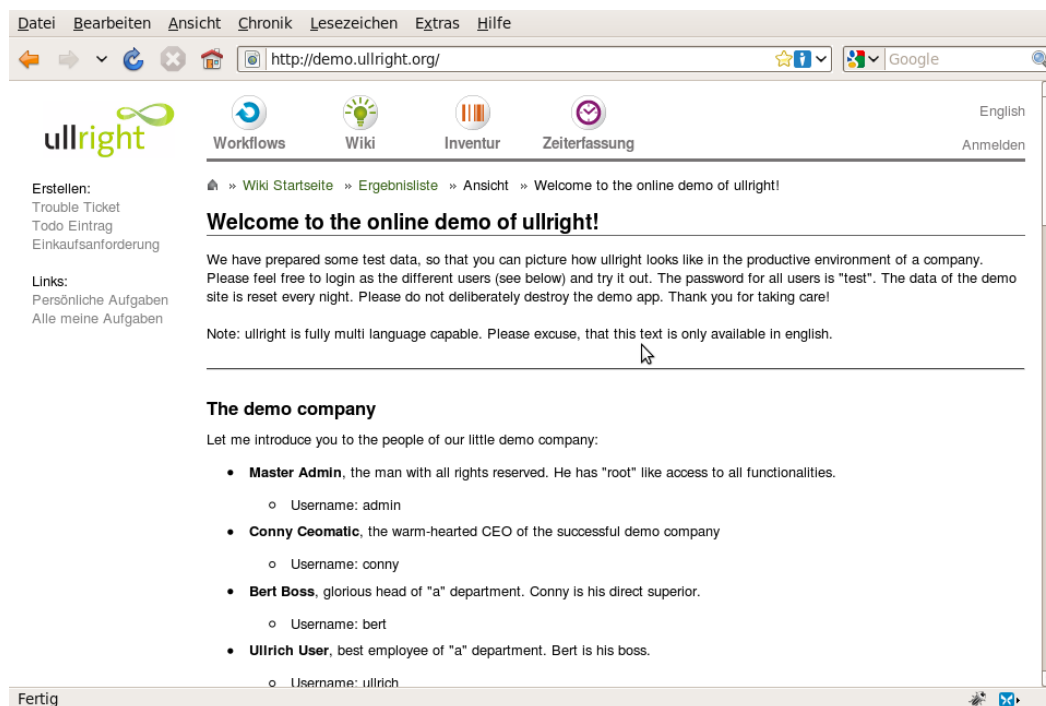 Datei Bearbeiten Ansicht Chronik Lesezeichen Extras Hilfe
http://demo.ullright.org/
Google
ullright
Workflows Wiki Inventur Zeiterfassung
English
Anmelden
Erstellen:
Trouble Ticket
Todo Eintrag
Einkaufsanforderung
Links:
Persönliche Aufgaben
Alle meine Aufgaben
» Wiki Startseite » Ergebnisliste » Ansicht » Welcome to the online demo of ullright!
Welcome to the online demo of ullright!
We have prepared some test data, so that you can picture how ullright looks like in the productive environment of a company.
Please feel free to login as the different users (see below) and try it out. The password for all users is "test". The data of the demo
site is reset every night. Please do not deliberately destroy the demo app. Thank you for taking care!
Note: ullright is fully multi language capable. Please excuse, that this text is only available in english.
The demo company
Let me introduce you to the people of our little demo company:
• Master Admin, the man with all rights reserved. He has "root" like access to all functionalities.
◦ Username: admin
• Conny Ceomatic, the warm-hearted CEO of the successful demo company
◦ Username: conny
• Bert Boss, glorious head of "a" department. Conny is his direct superior.
◦ Username: bert
• Ullrich User, best employee of "a" department. Bert is his boss.
◦ Username: ullrich
Fertig